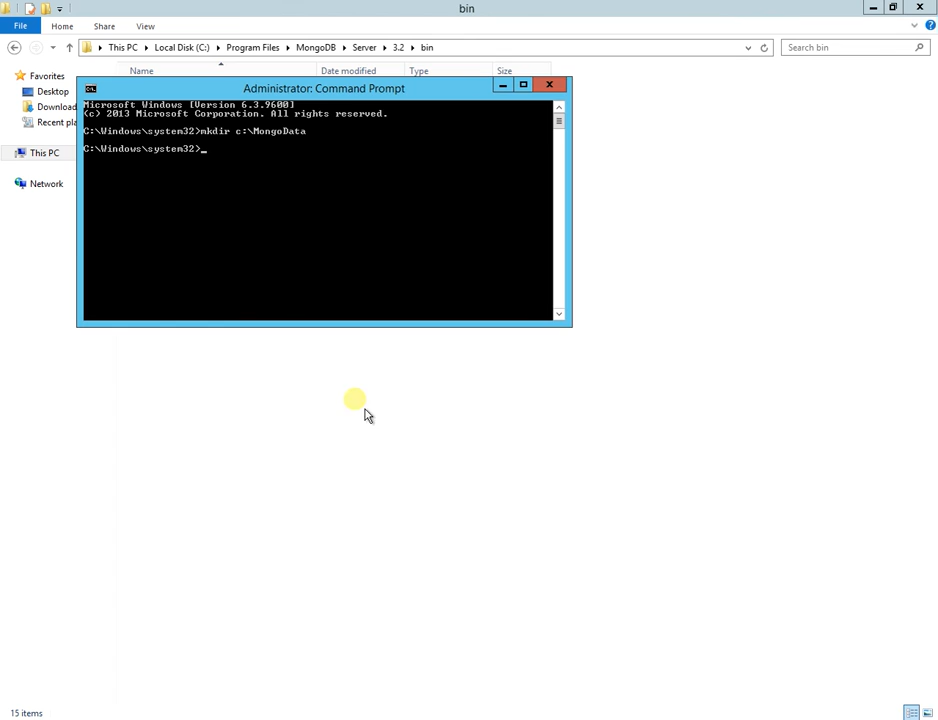 bin
File Home Share View
This PC Local Disk (C:) Program Files MongoDB Server 3.2 bin Search bin
Name Date modified Type Size
Favorites
Desktop
Download
Recent pla
This PC
Network
Administrator: Command Prompt
Microsoft Windows [Version 6.3.9600]
(c) 2013 Microsoft Corporation. All rights reserved.
C:\Windows\system32>mkdir c:\MongoData
C:\Windows\system32>_
15 items